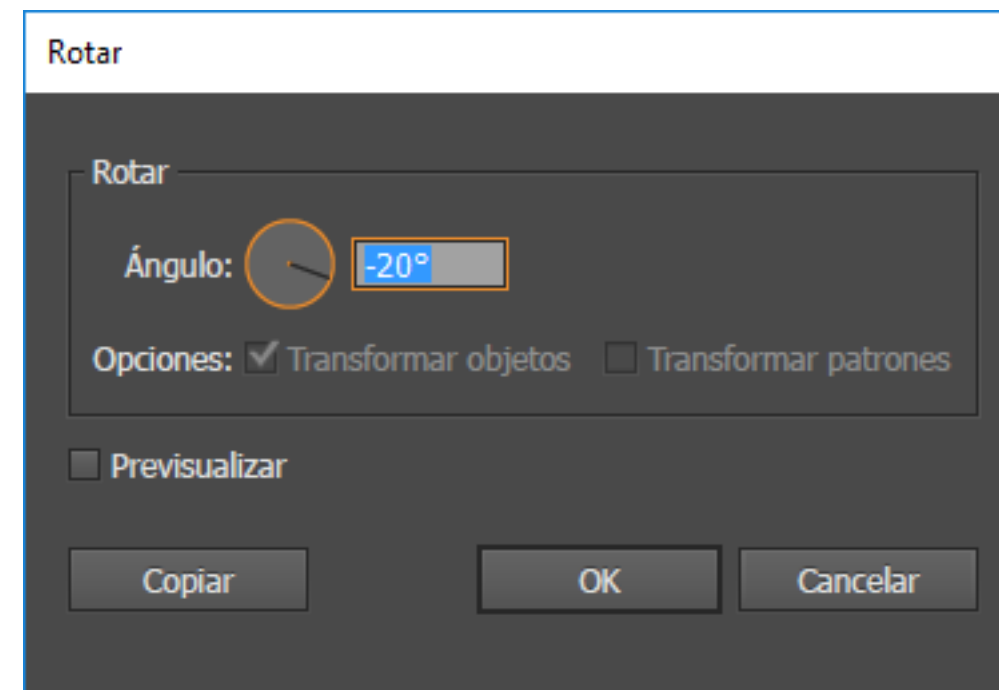 Rotar
Rotar
Ángulo: -20°
Opciones: Transformar objetos Transformar patrones
Previsualizar
Copiar OK Cancelar